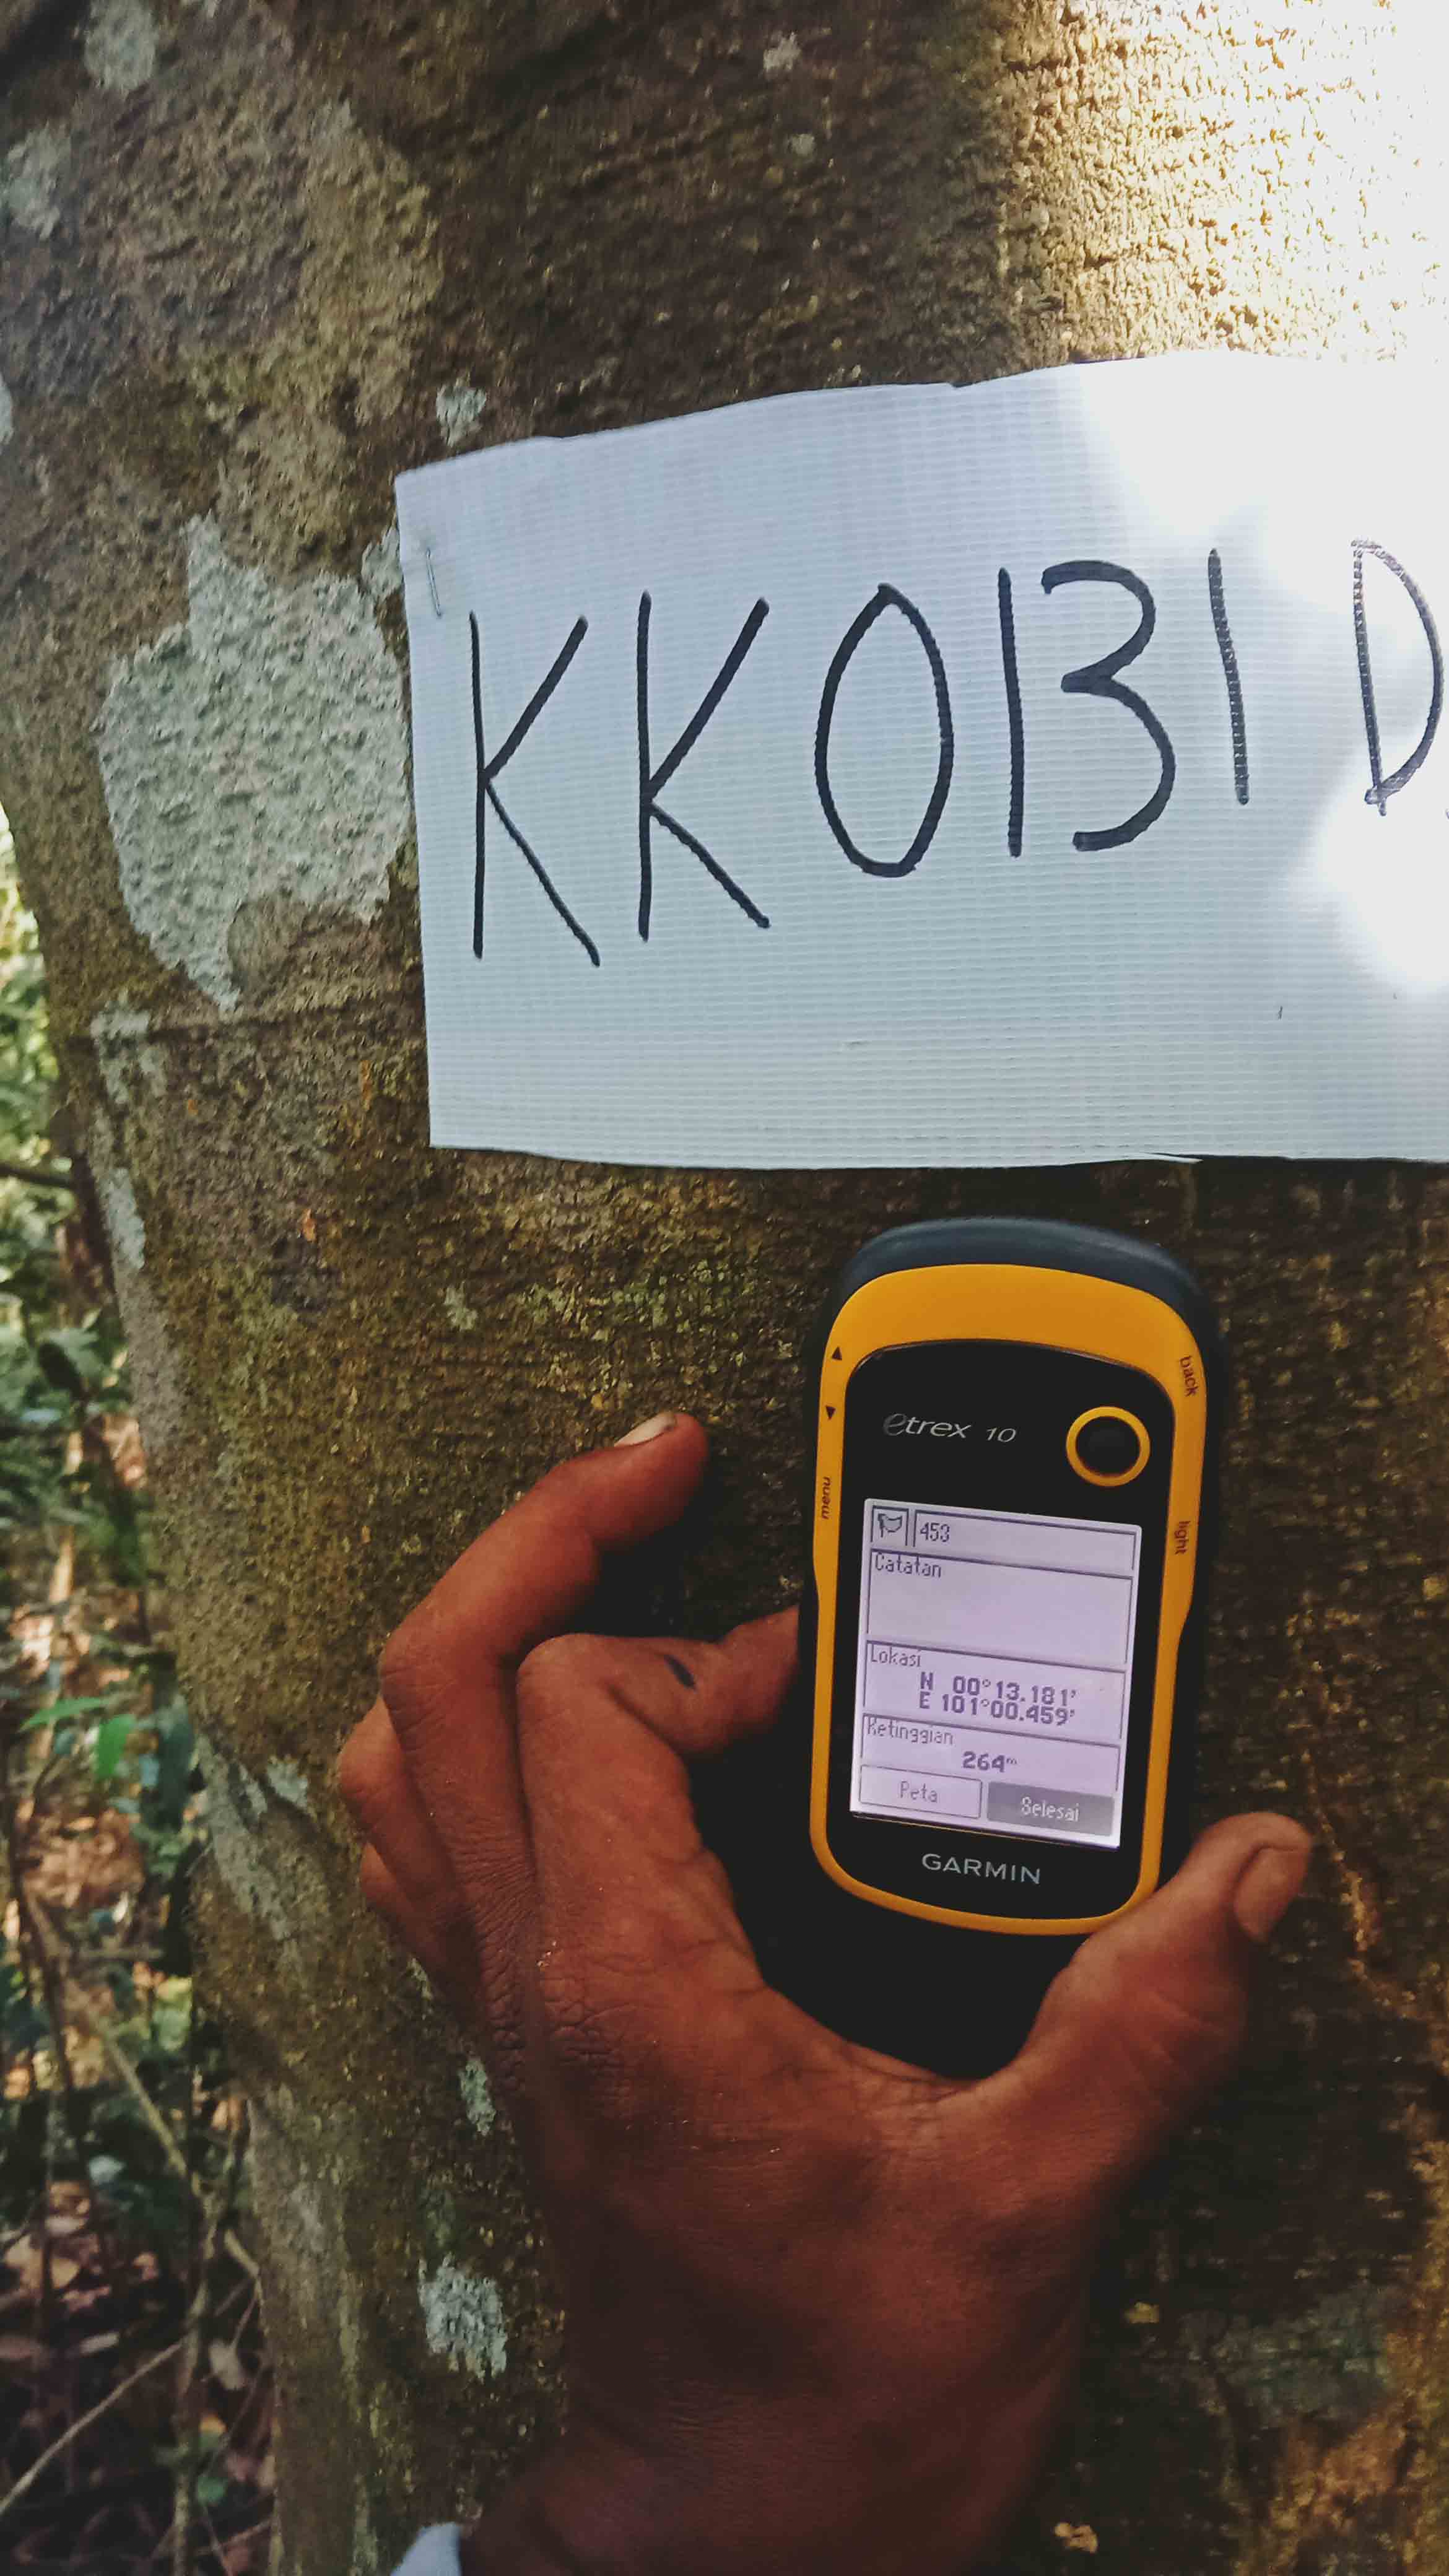 KK0131 D
back
etrex 10
menu
light
453
Catatan
Lokasi
N 00°13.181'
E 101°00.459'
Ketinggian
264m
Peta Selesai
GARMIN